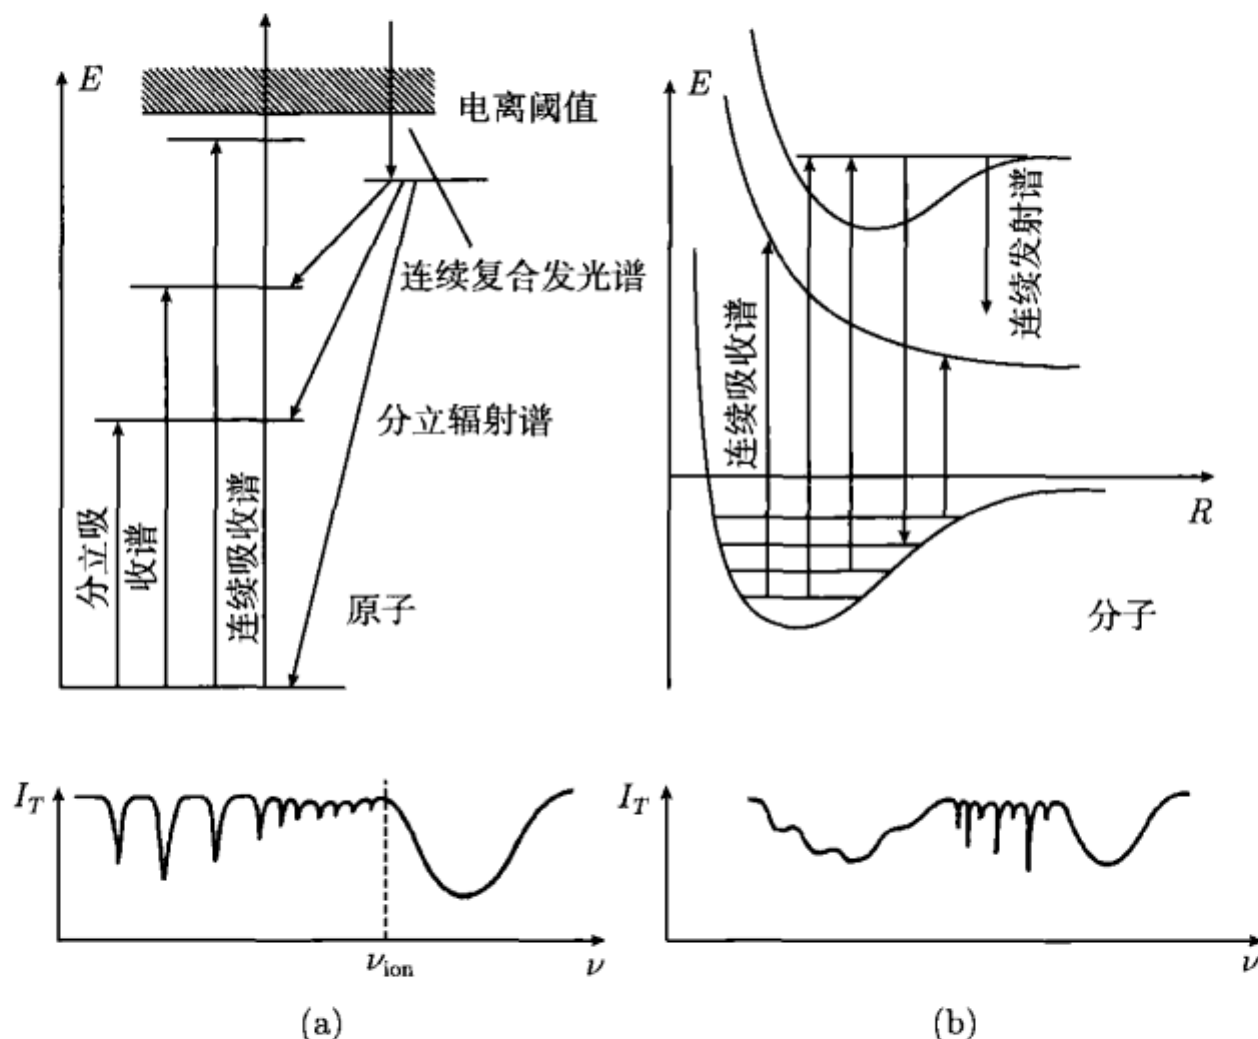 E
电离阈值
连续复合发光谱
分立辐射谱
分立吸
收谱
连续吸收谱
原子
I_T
ν_ion
ν
(a)
E
连续发射谱
连续吸收谱
R
分子
I_T
ν
(b)